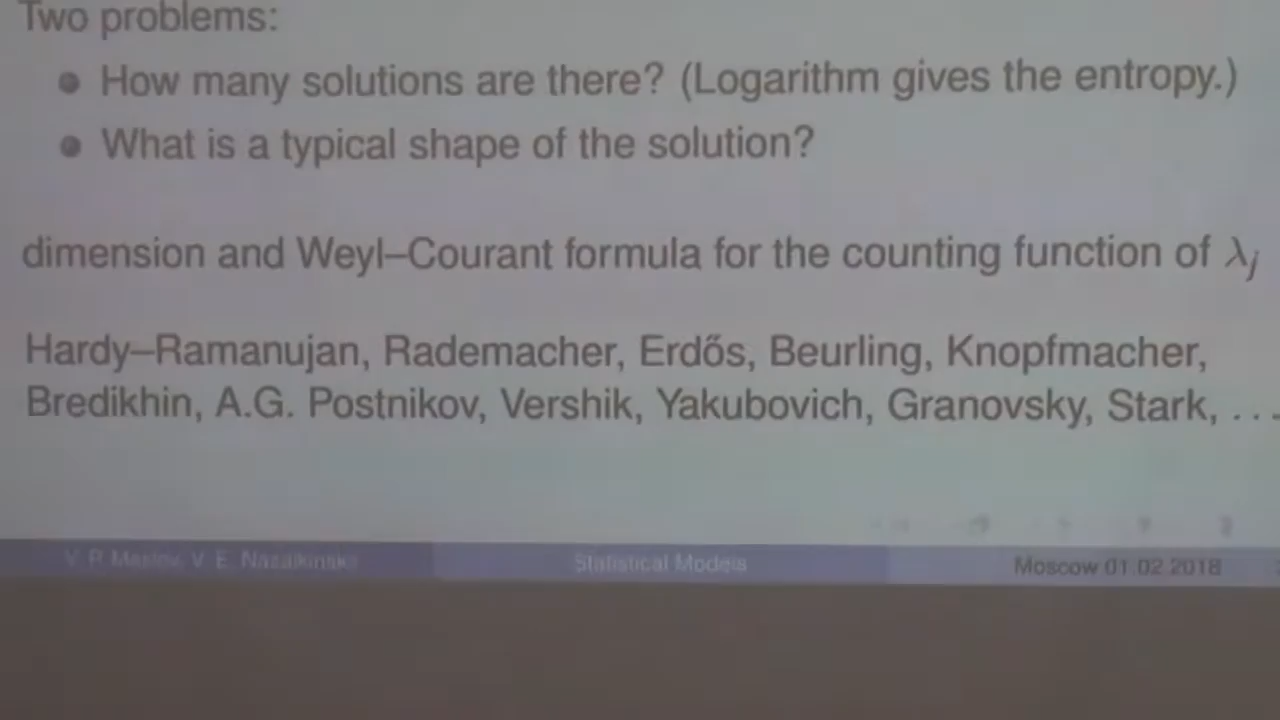 Two problems:
How many solutions are there? (Logarithm gives the entropy.)
What is a typical shape of the solution?
dimension and Weyl–Courant formula for the counting function of λj
Hardy–Ramanujan, Rademacher, Erdős, Beurling, Knopfmacher,
Bredikhin, A.G. Postnikov, Vershik, Yakubovich, Granovsky, Stark, ...
V. P. Maslov, V. E. Nazaikinskii
Statistical Models
Moscow 01.02.2018